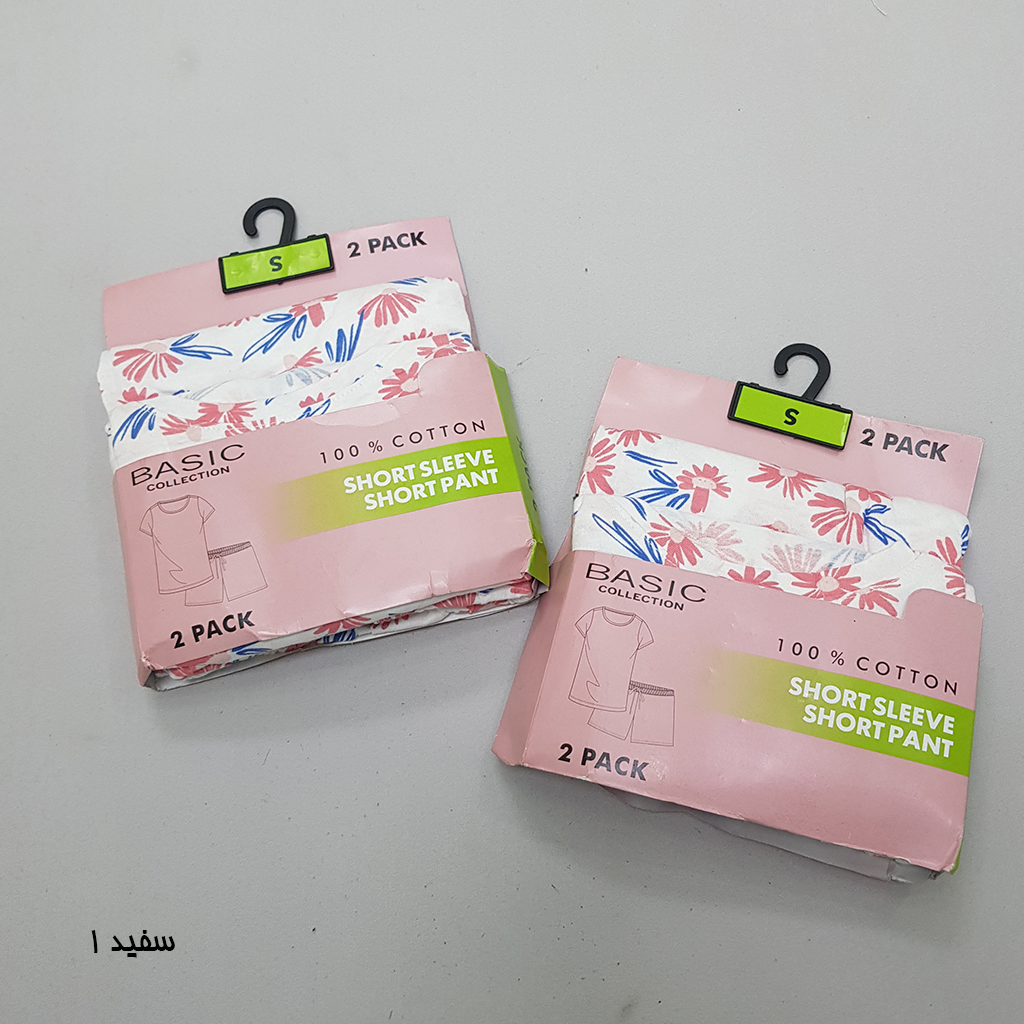 S
2 PACK
BASIC
COLLECTION
100 % COTTON
SHORT SLEEVE
SHORT PANT
2 PACK
S
2 PACK
BASIC
COLLECTION
100 % COTTON
SHORT SLEEVE
SHORT PANT
2 PACK
سفید ۱